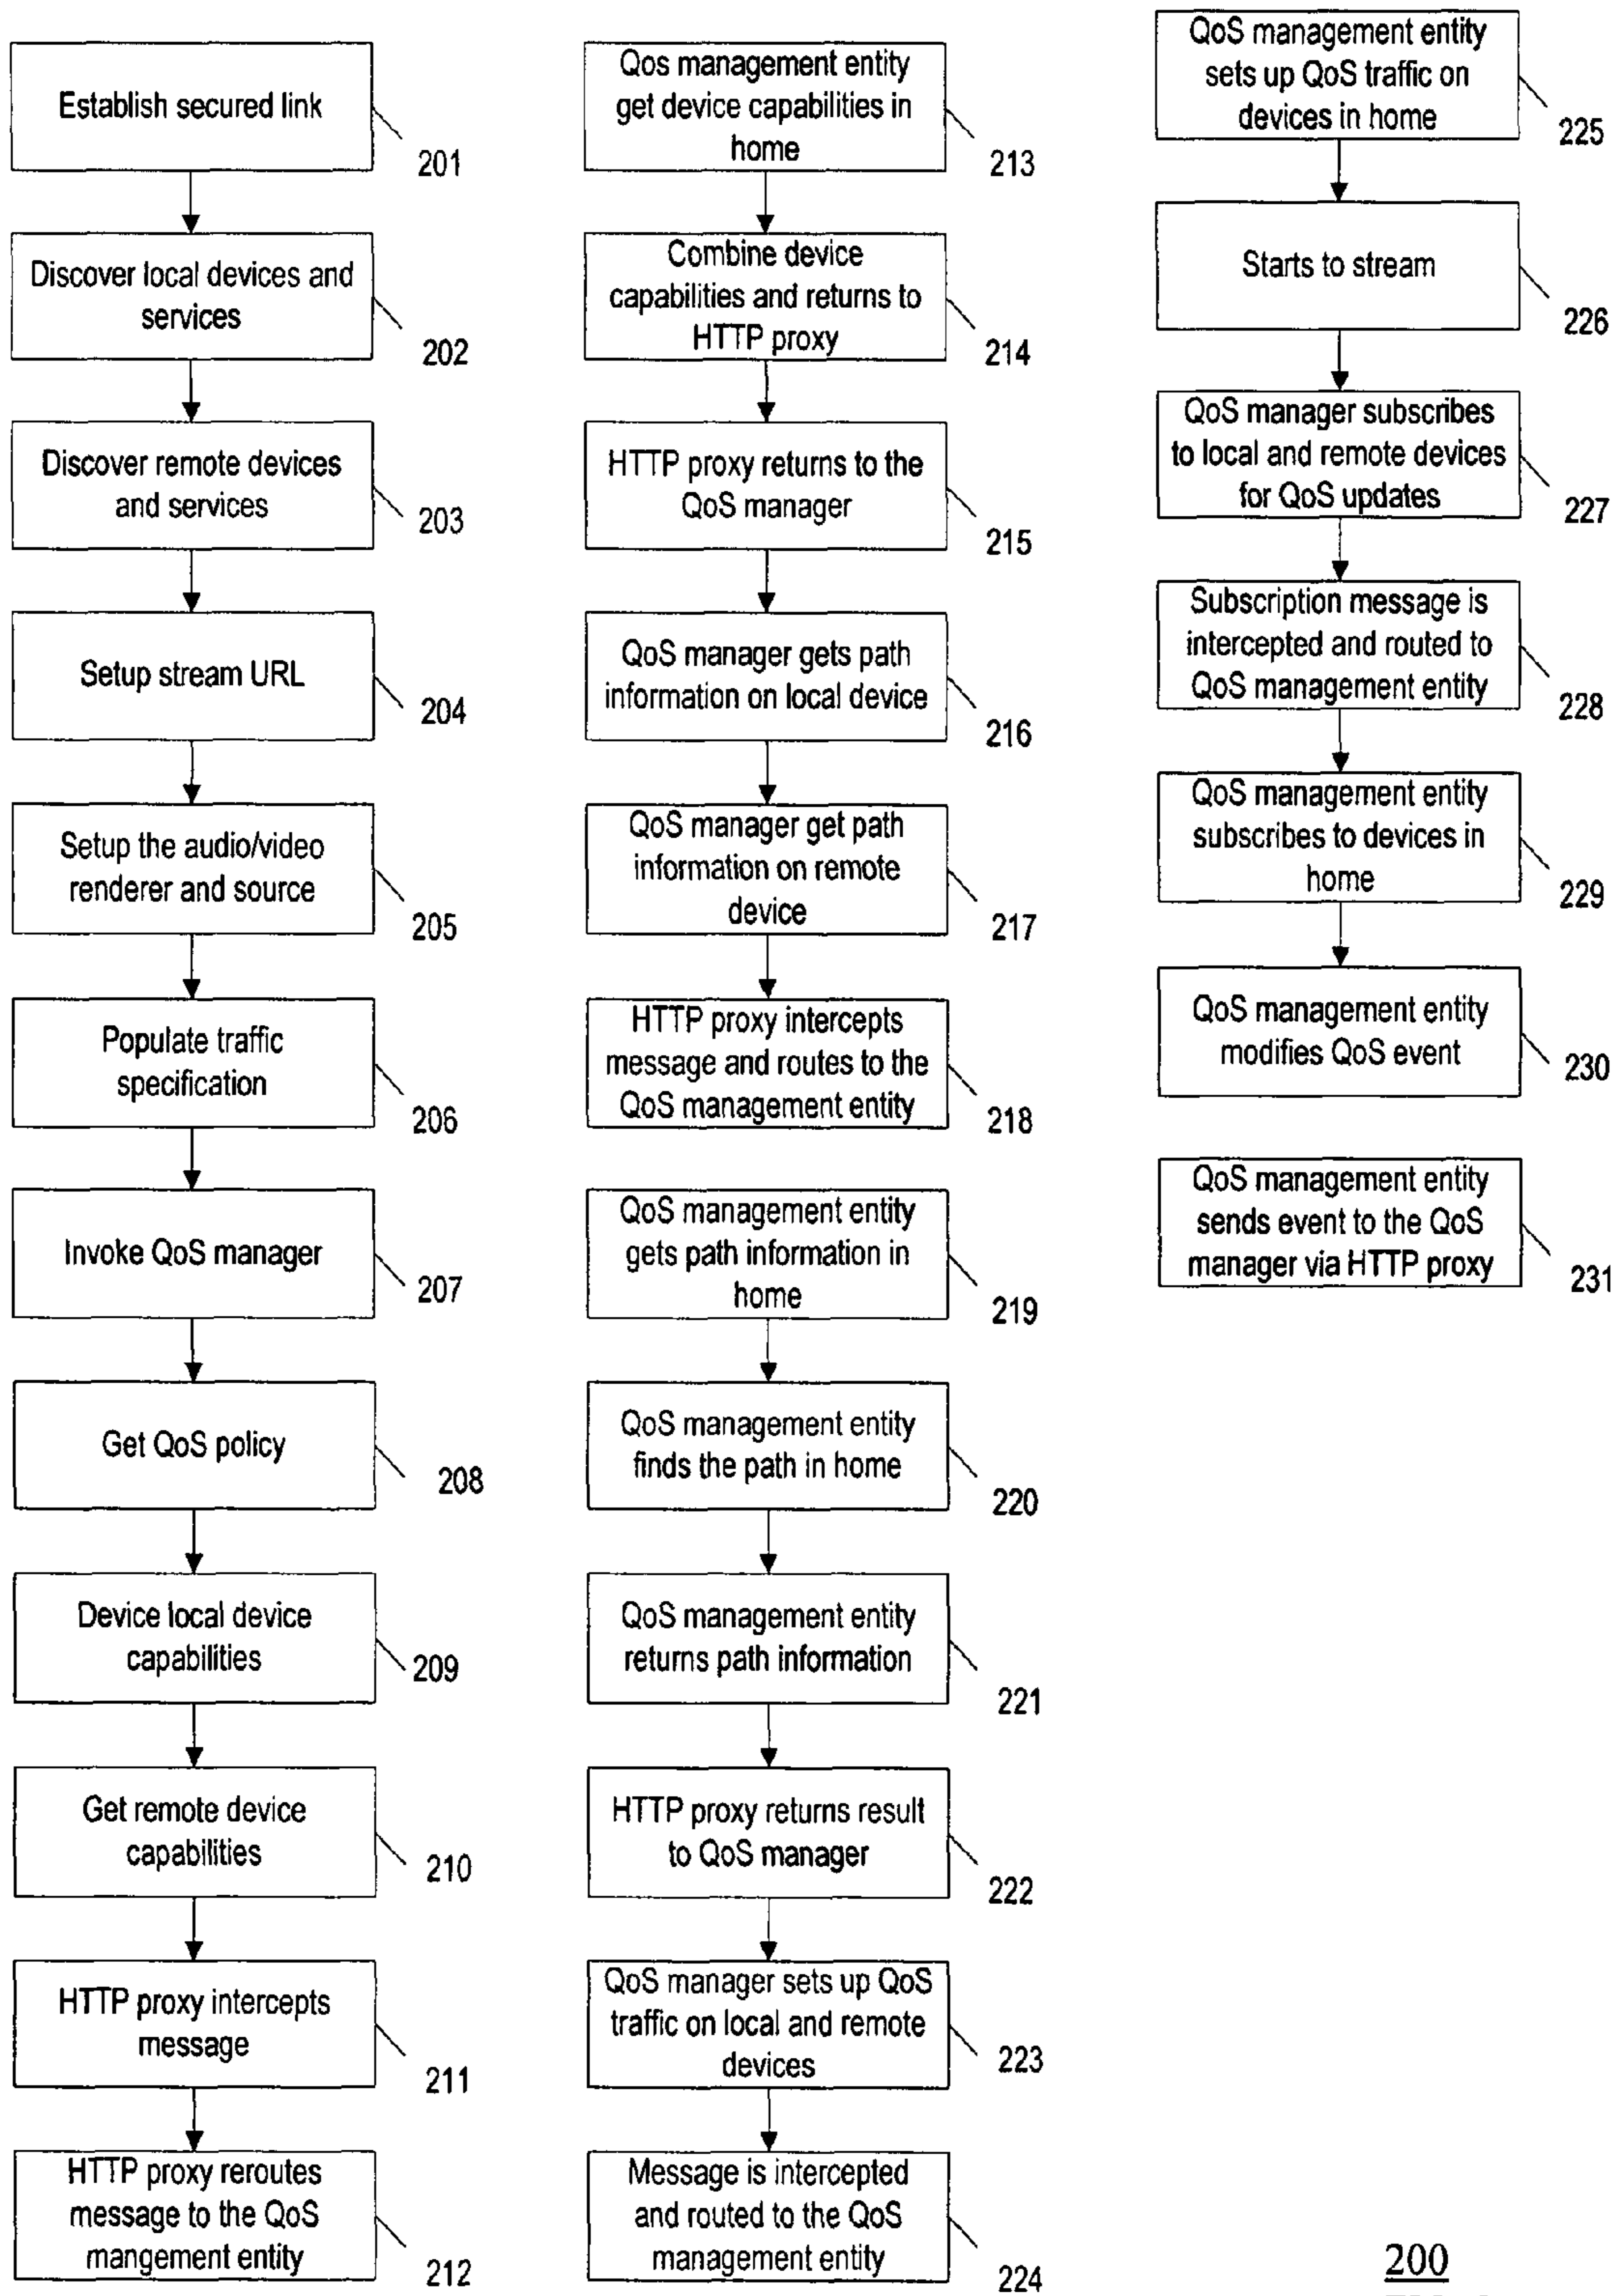 Establish secured link
201
Discover local devices and
services
202
Discover remote devices
and services
203
Setup stream URL
204
Setup the audio/video
renderer and source
205
Populate traffic
specification
206
Invoke QoS manager
207
Get QoS policy
208
Device local device
capabilities
209
Get remote device
capabilities
210
HTTP proxy intercepts
message
211
HTTP proxy reroutes
message to the QoS
mangement entity
212
Qos management entity
get device capabilities in
home
213
Combine device
capabilities and returns to
HTTP proxy
214
HTTP proxy returns to the
QoS manager
215
QoS manager gets path
information on local device
216
QoS manager get path
information on remote
device
217
HTTP proxy intercepts
message and routes to the
QoS management entity
218
QoS management entity
gets path information in
home
219
QoS management entity
finds the path in home
220
QoS management entity
returns path information
221
HTTP proxy returns result
to QoS manager
222
QoS manager sets up QoS
traffic on local and remote
devices
223
Message is intercepted
and routed to the QoS
management entity
224
QoS management entity
sets up QoS traffic on
devices in home
225
Starts to stream
226
QoS manager subscribes
to local and remote devices
for QoS updates
227
Subscription message is
intercepted and routed to
QoS management entity
228
QoS management entity
subscribes to devices in
home
229
QoS management entity
modifies QoS event
230
QoS management entity
sends event to the QoS
manager via HTTP proxy
231
200